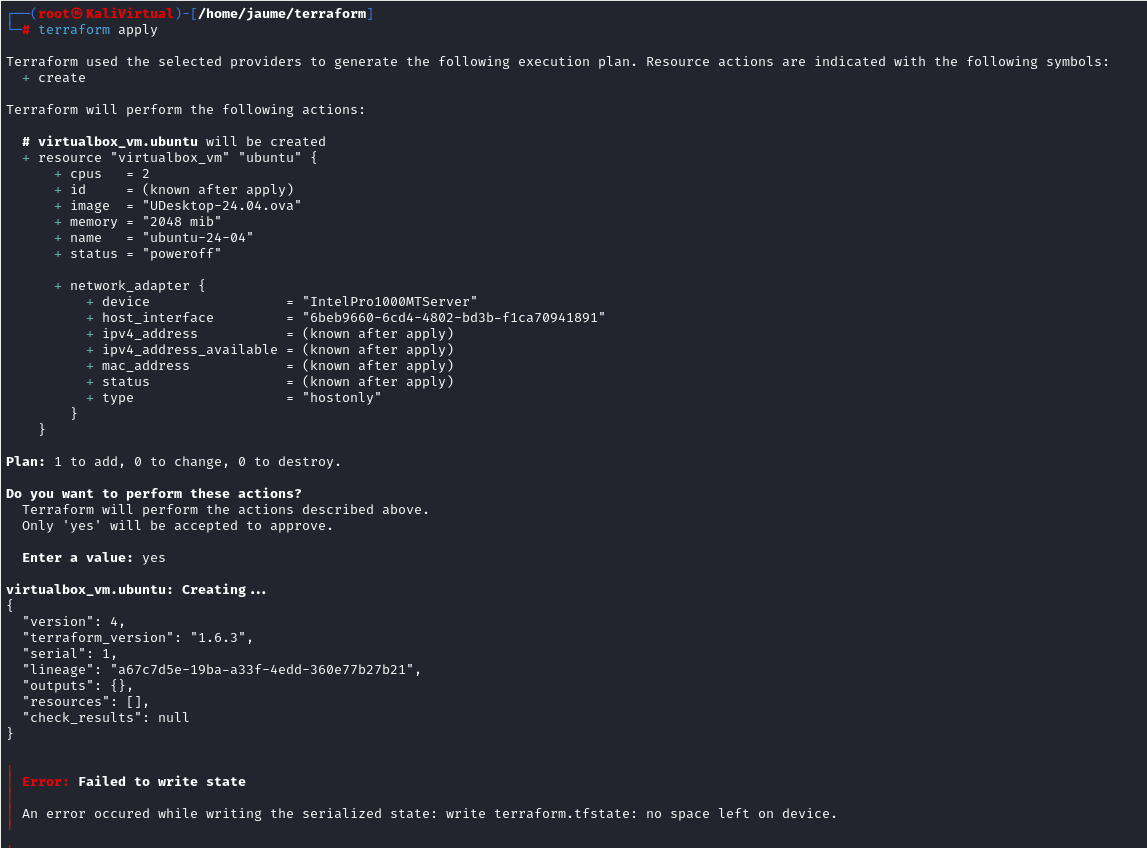 ┌──(root㉿KaliVirtual)-[/home/jaume/terraform]
└─# terraform apply
Terraform used the selected providers to generate the following execution plan. Resource actions are indicated with the following symbols:
  + create
Terraform will perform the following actions:
  # virtualbox_vm.ubuntu will be created
  + resource "virtualbox_vm" "ubuntu" {
      + cpus   = 2
      + id     = (known after apply)
      + image  = "UDesktop-24.04.ova"
      + memory = "2048 mib"
      + name   = "ubuntu-24-04"
      + status = "poweroff"
      + network_adapter {
          + device                 = "IntelPro1000MTServer"
          + host_interface         = "6beb9660-6cd4-4802-bd3b-f1ca70941891"
          + ipv4_address           = (known after apply)
          + ipv4_address_available = (known after apply)
          + mac_address            = (known after apply)
          + status                 = (known after apply)
          + type                   = "hostonly"
        }
    }
Plan: 1 to add, 0 to change, 0 to destroy.
Do you want to perform these actions?
  Terraform will perform the actions described above.
  Only 'yes' will be accepted to approve.
  Enter a value: yes
virtualbox_vm.ubuntu: Creating...
{
  "version": 4,
  "terraform_version": "1.6.3",
  "serial": 1,
  "lineage": "a67c7d5e-19ba-a33f-4edd-360e77b27b21",
  "outputs": {},
  "resources": [],
  "check_results": null
}
Error: Failed to write state
An error occured while writing the serialized state: write terraform.tfstate: no space left on device.